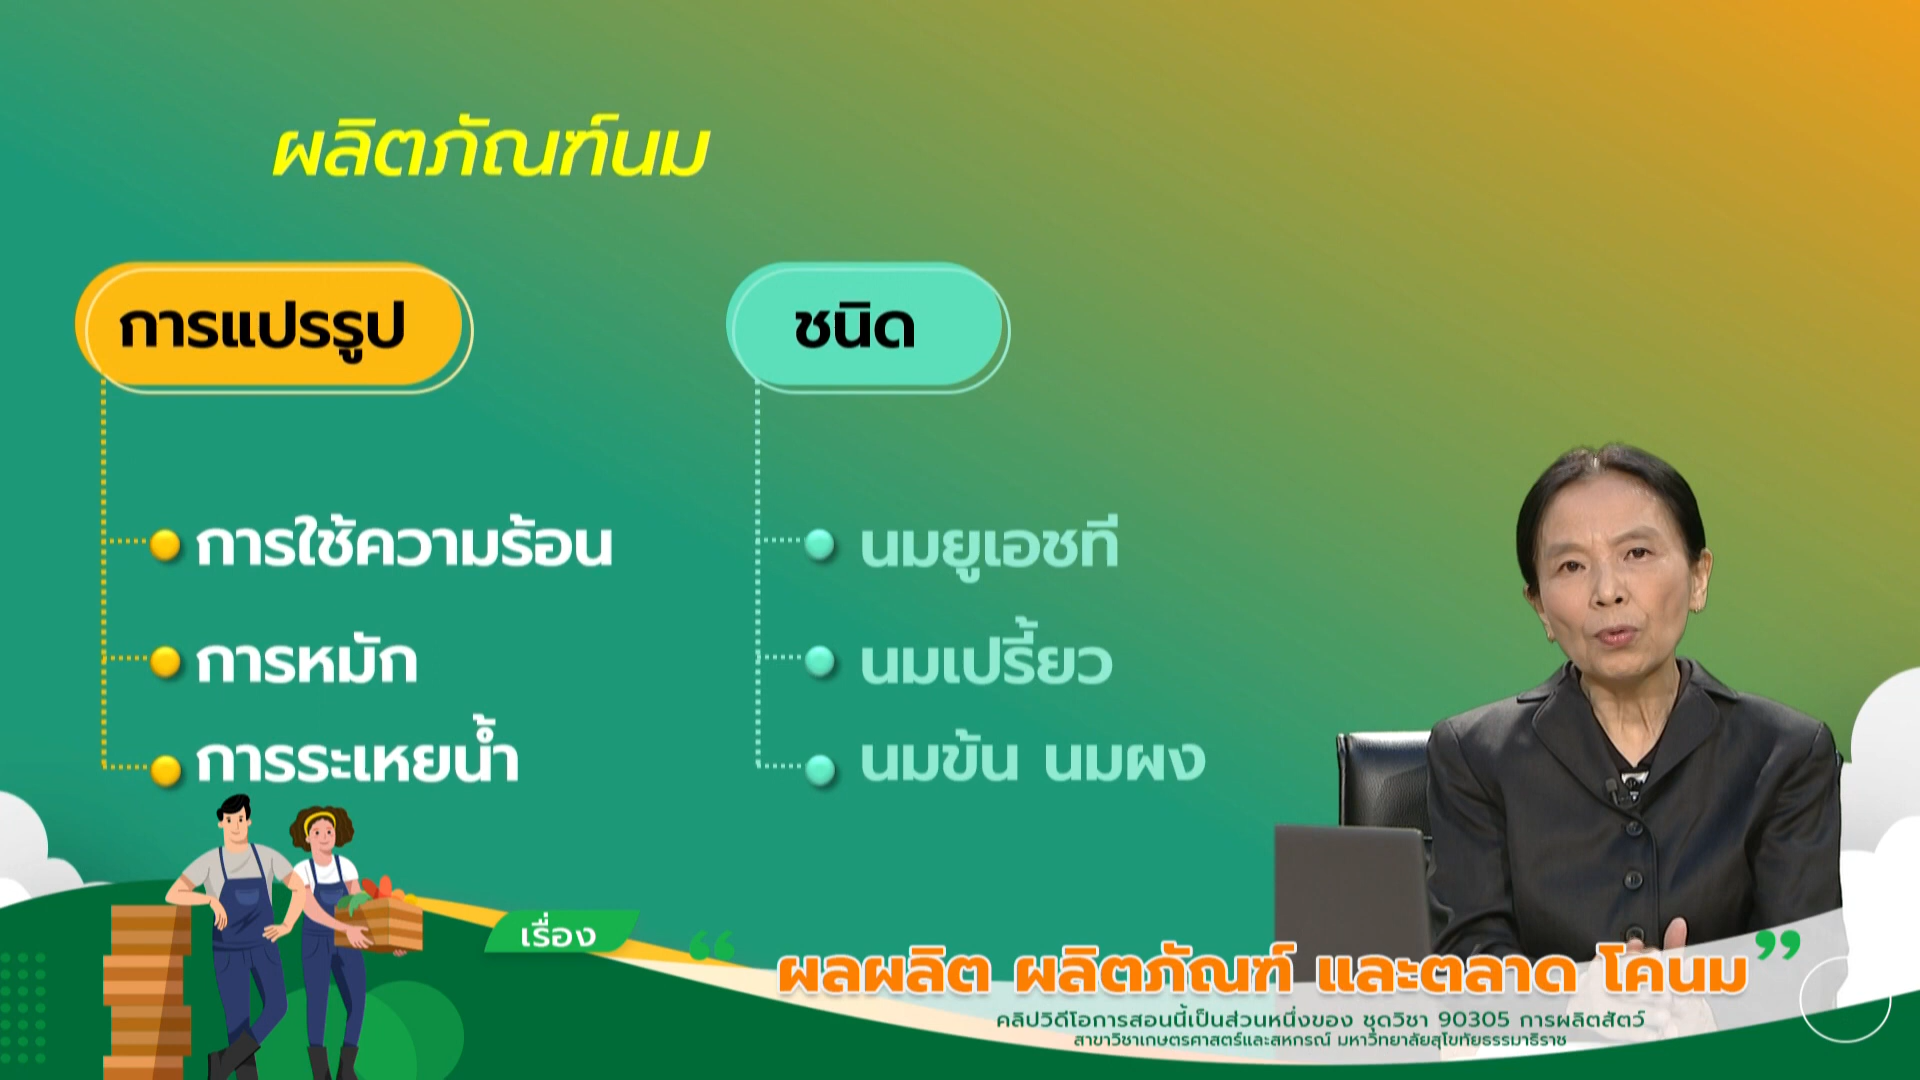 ผลิตภัณฑ์นม
การแปรรูป
ชนิด
การใช้ความร้อน
นมยูเอชที
การหมัก
นมเปรี้ยว
การระเหยน้ำ
นมข้น นมผง
เรื่อง
“ผลผลิต ผลิตภัณฑ์ และตลาด โคนม”
คลิปวิดีโอการสอนนี้เป็นส่วนหนึ่งของ ชุดวิชา 90305 การผลิตสัตว์
สาขาวิชาเกษตรศาสตร์และสหกรณ์ มหาวิทยาลัยสุโขทัยธรรมาธิราช